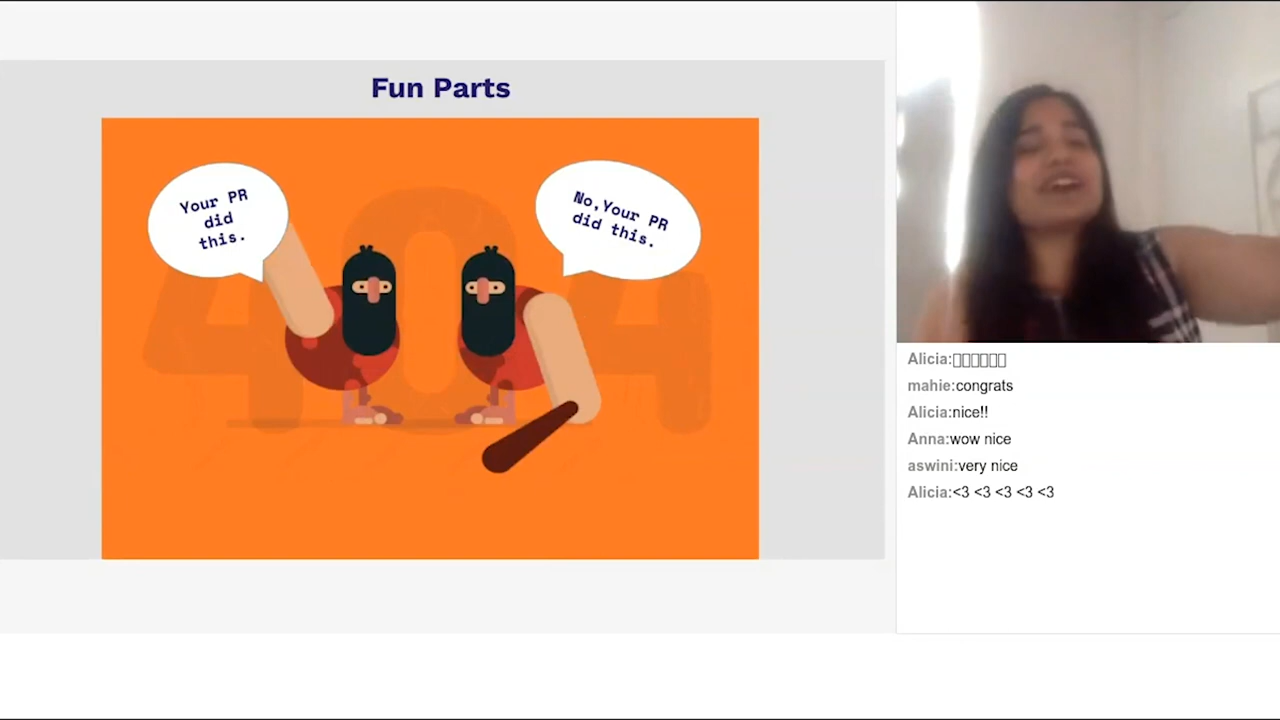 Fun Parts
Your PR
did
this.
No,Your PR
did this.
404
Alicia:
mahie:congrats
Alicia:nice!!
Anna:wow nice
aswini:very nice
Alicia:<3 <3 <3 <3 <3